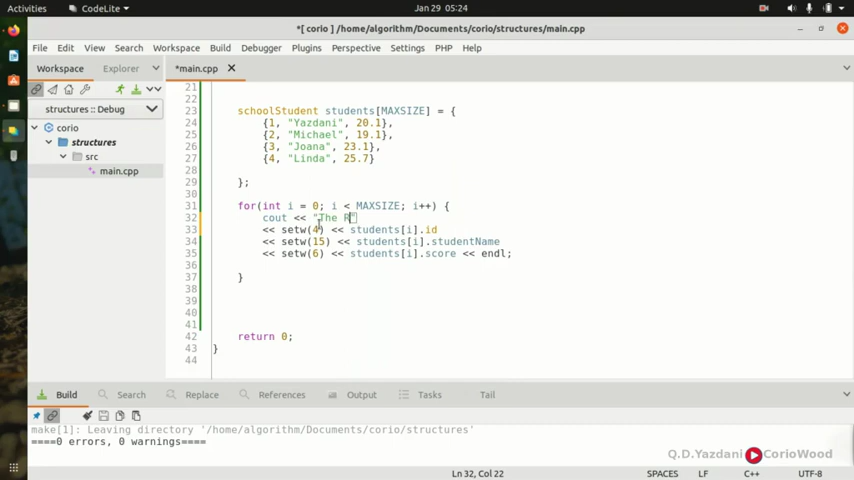 Activities CodeLite Jan 29 05:24
*[ corio ] /home/algorithm/Documents/corio/structures/main.cpp
File Edit View Search Workspace Build Debugger Plugins Perspective Settings PHP Help
Workspace Explorer *main.cpp
structures :: Debug
corio
structures
src
main.cpp
21
22
23 schoolStudent students[MAXSIZE] = {
24 {1, "Yazdani", 20.1},
25 {2, "Michael", 19.1},
26 {3, "Joana", 23.1},
27 {4, "Linda", 25.7}
28
29 };
30
31 for(int i = 0; i < MAXSIZE; i++) {
32 cout << "The R"
33 << setw(4) << students[i].id
34 << setw(15) << students[i].studentName
35 << setw(6) << students[i].score << endl;
36
37 }
38
39
40
41
42 return 0;
43 }
44
Build Search Replace References Output Tasks Tail
make[1]: Leaving directory '/home/algorithm/Documents/corio/structures'
====0 errors, 0 warnings====
Q.D.Yazdani CorioWood
Ln 32, Col 22 SPACES LF C++ UTF-8